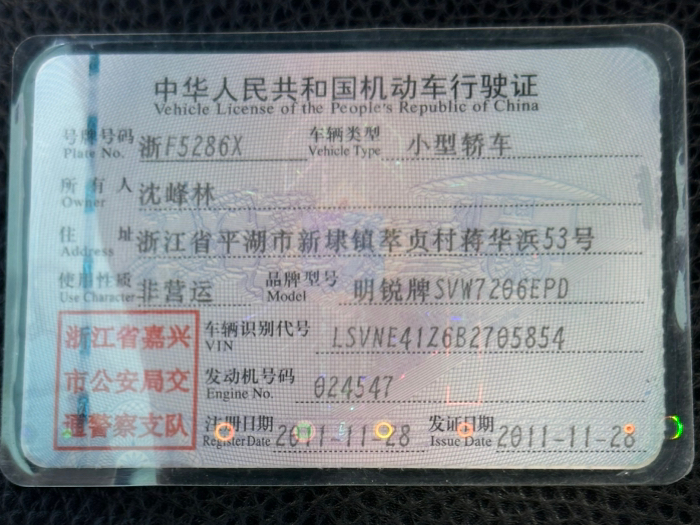 中华人民共和国机动车行驶证
Vehicle License of the People's Republic of China
号牌号码 浙F5286X 车辆类型 小型轿车
Plate No. Vehicle Type
所有人 沈峰林
Owner
住址 浙江省平湖市新埭镇萃贞村蒋华浜53号
Address
使用性质 非营运 品牌型号 明锐牌SVW7206EPD
Use Character Model
浙江省嘉兴
市公安局交
通警察支队
车辆识别代号 LSVNE41Z6B2705854
VIN
发动机号码 024547
Engine No.
注册日期 2011-11-28 发证日期 2011-11-28
Register Date Issue Date